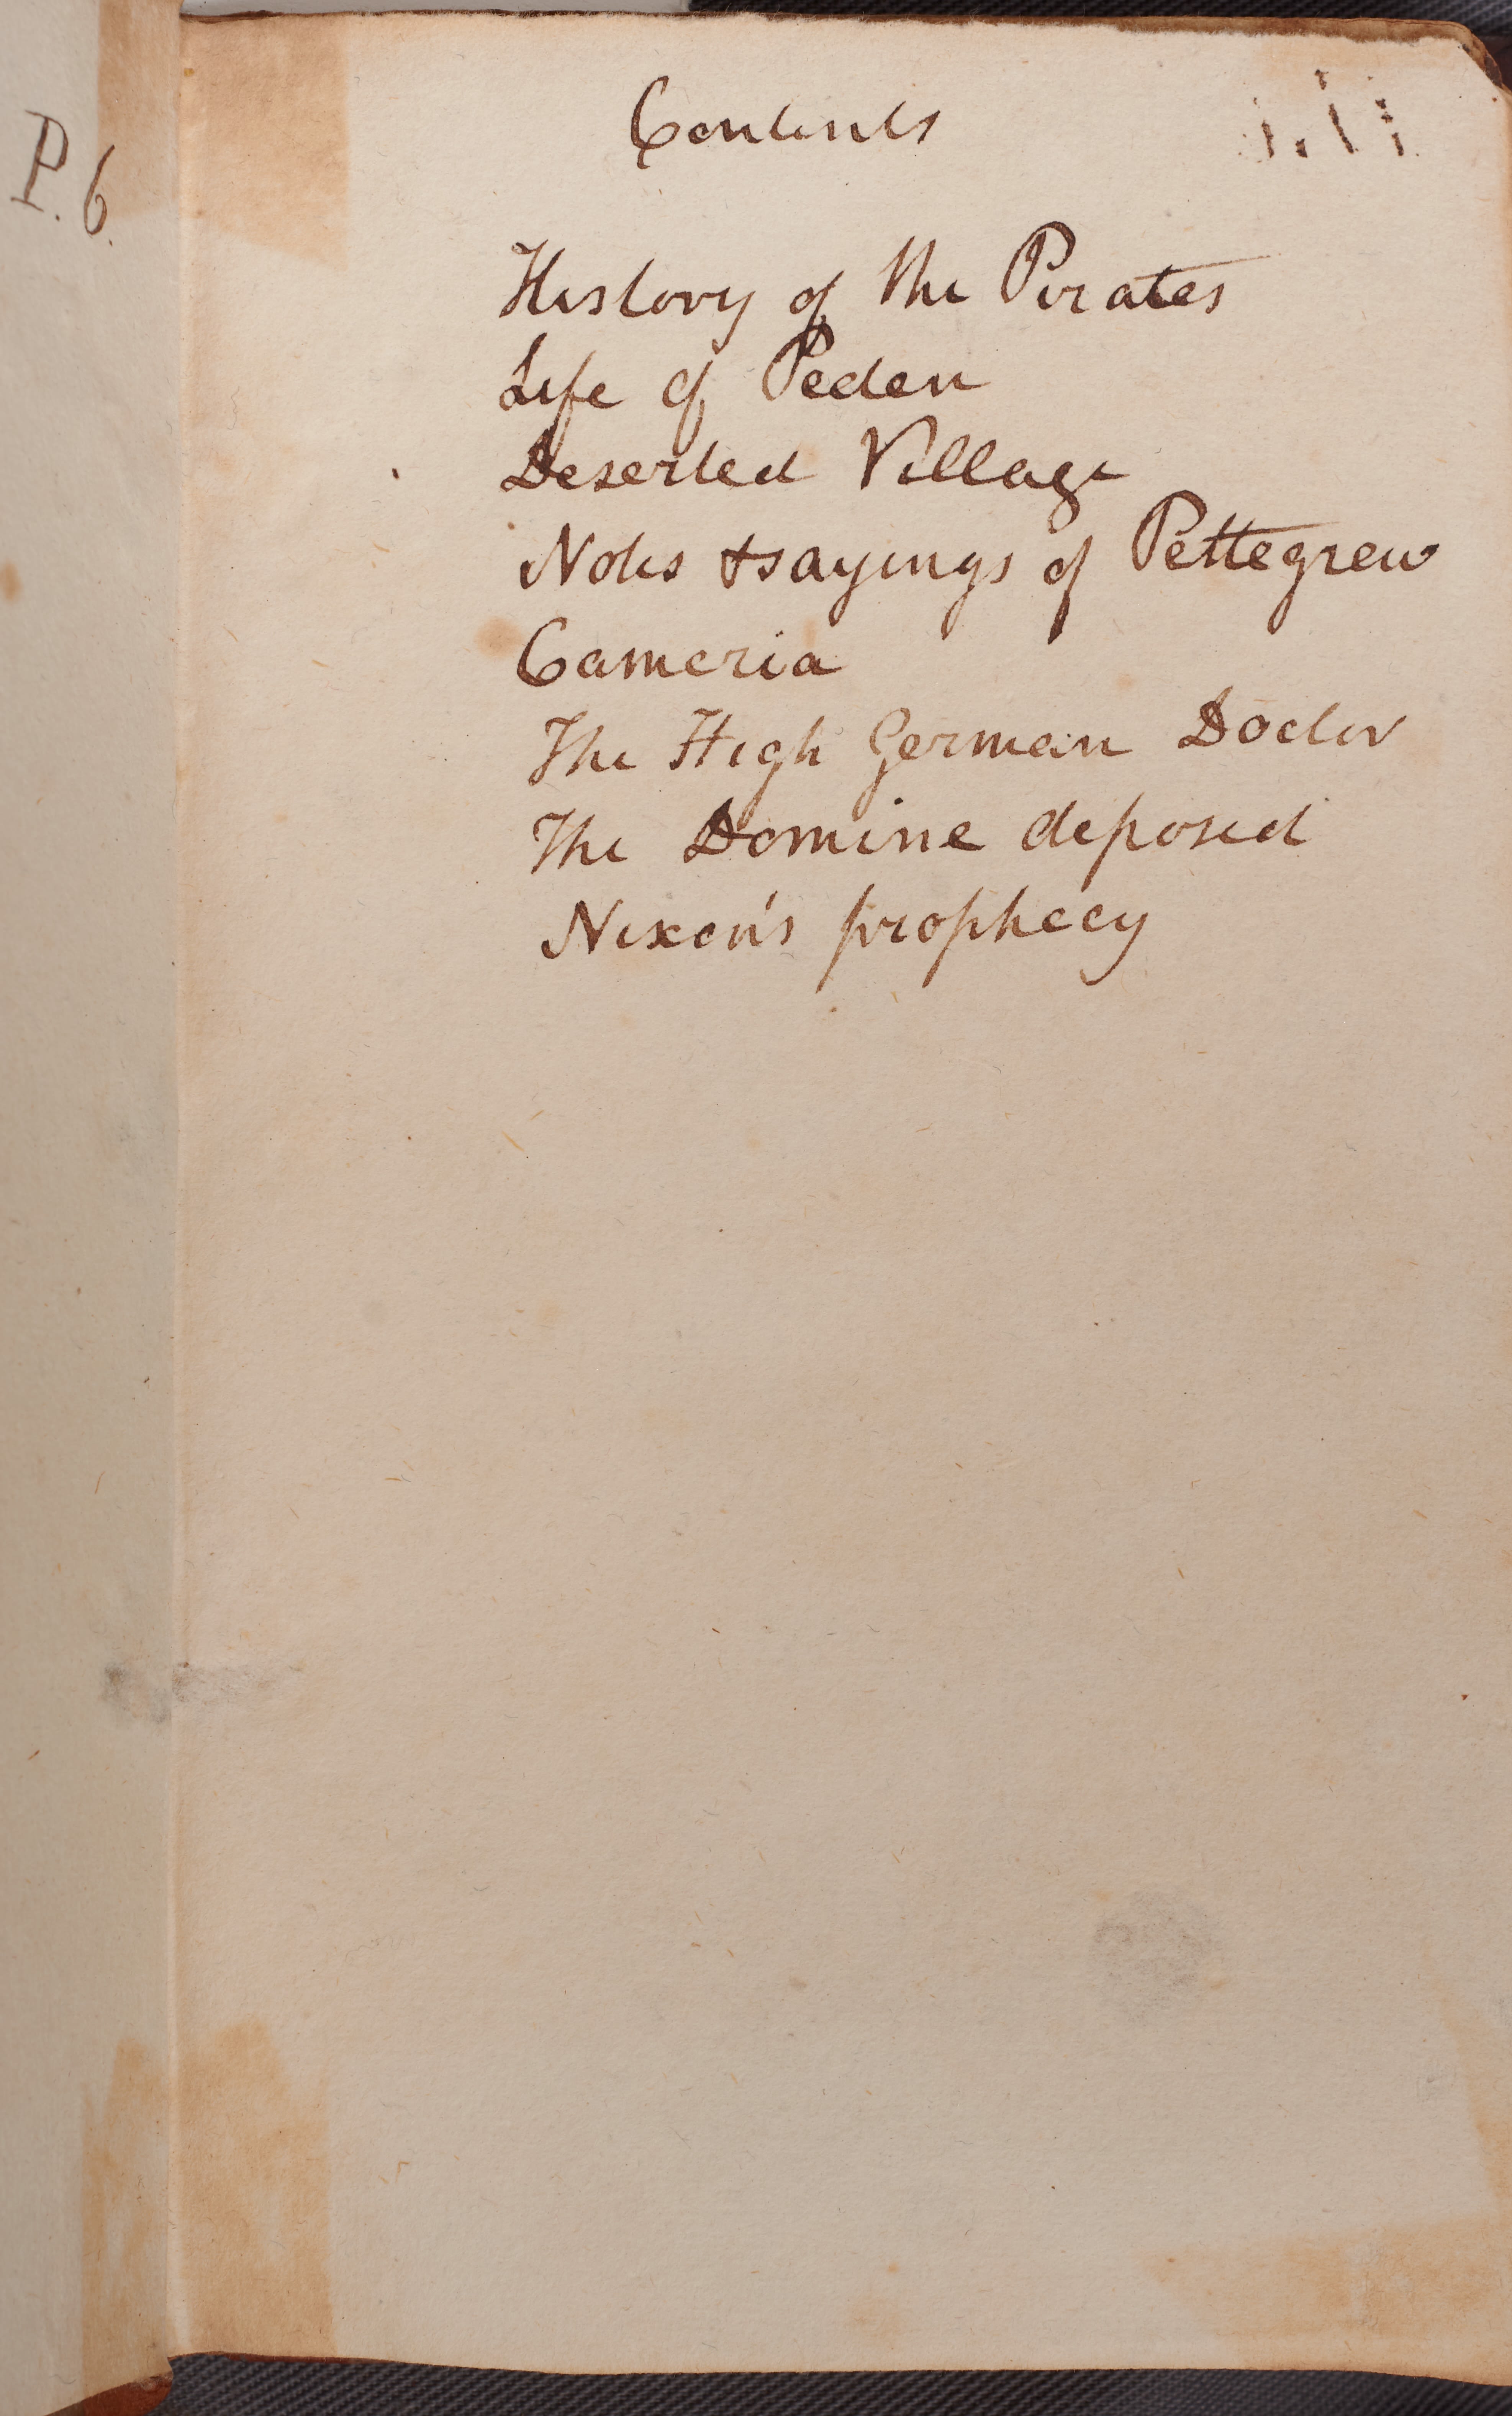 P. 6.
Contents
History of the Pirates
Life of Peden
Deserted Village
Notes & sayings of Pettegrew
Cameria
The High German Doctor
The Domine deposed
Nixon's prophecy